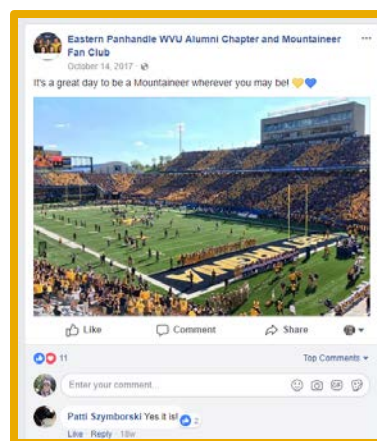 Eastern Panhandle WVU Alumni Chapter and Mountaineer
Fan Club
October 14, 2017
It's a great day to be a Mountaineer wherever you may be! 💛💙
Like Comment Share
11 Top Comments
Enter your comment...
GIF
Patti Szymborski Yes it is! 2
Like · Reply · 18w